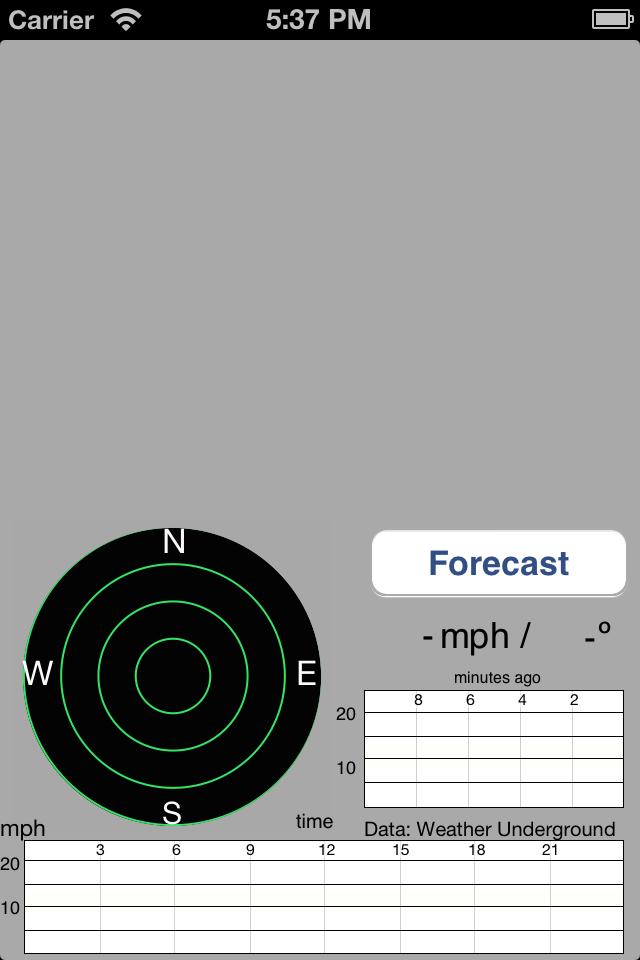 Carrier 5:37 PM
N
Forecast
W E
- mph / -º
minutes ago
8 6 4 2
20
10
S
time
mph
Data: Weather Underground
3 6 9 12 15 18 21
20
10